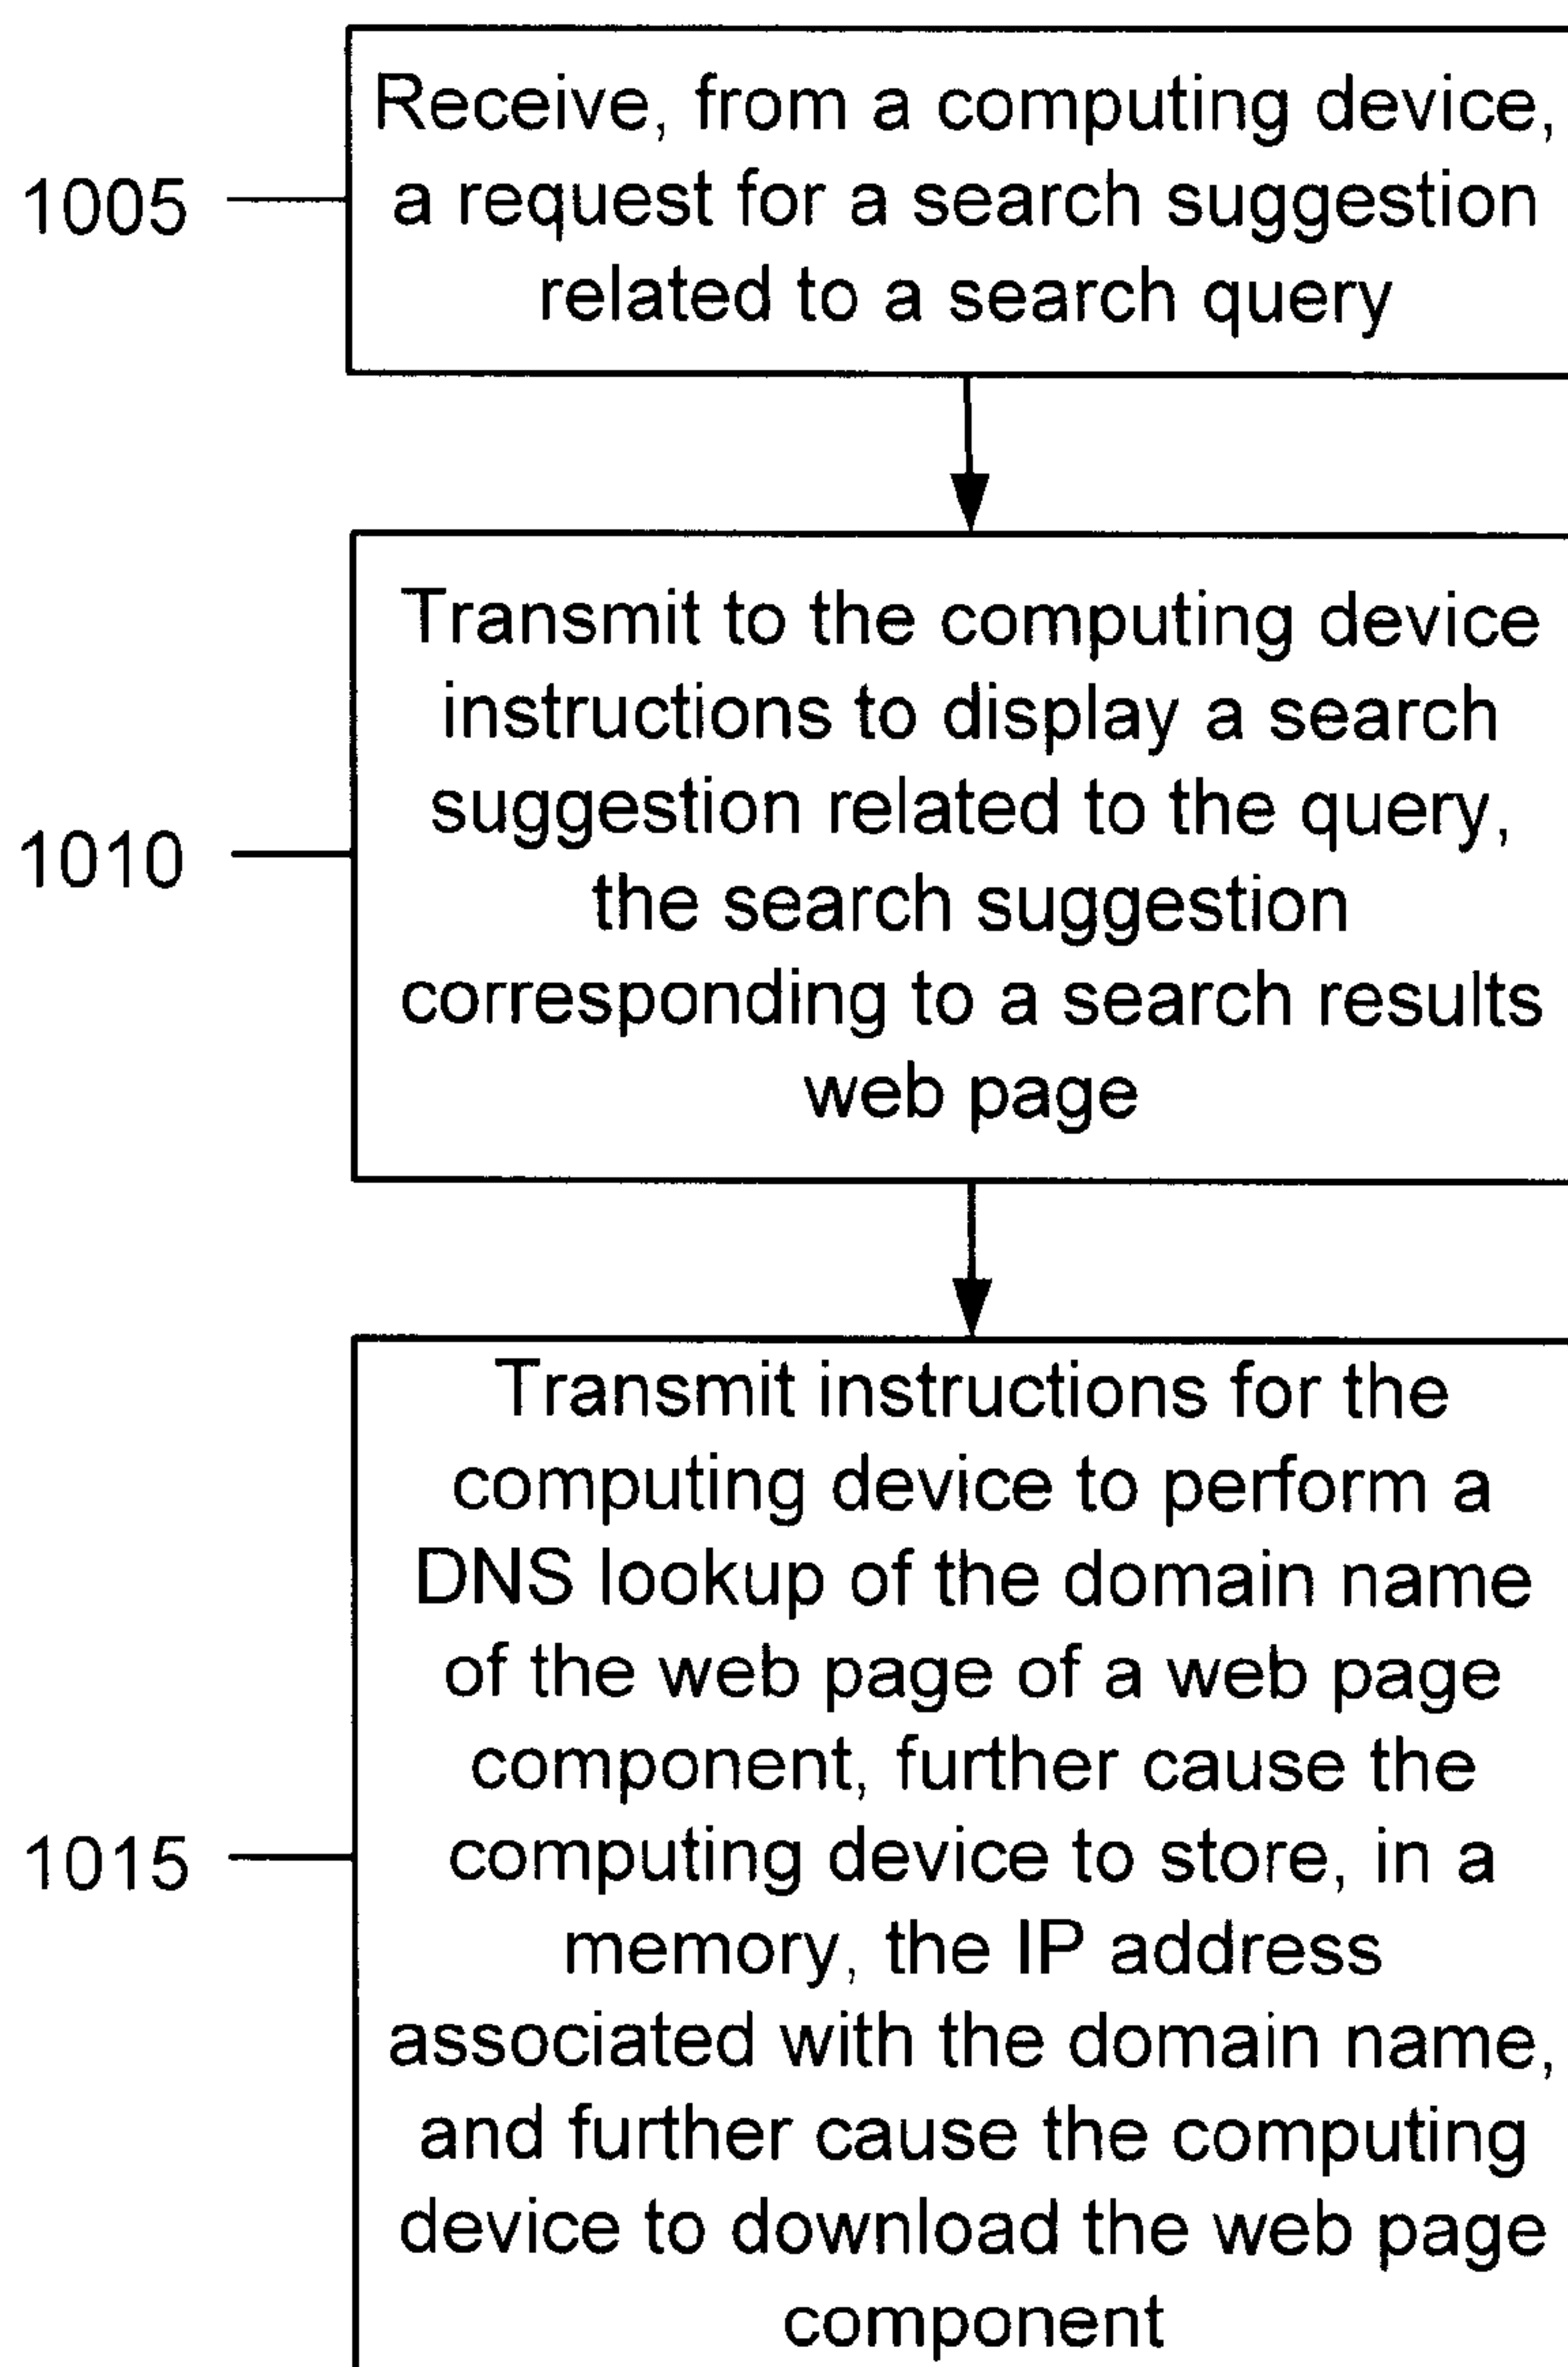 Receive, from a computing device,
1005
a request for a search suggestion
related to a search query
Transmit to the computing device
instructions to display a search
suggestion related to the query,
1010
the search suggestion
corresponding to a search results
web page
Transmit instructions for the
computing device to perform a
DNS lookup of the domain name
of the web page of a web page
component, further cause the
1015
computing device to store, in a
memory, the IP address
associated with the domain name,
and further cause the computing
device to download the web page
component